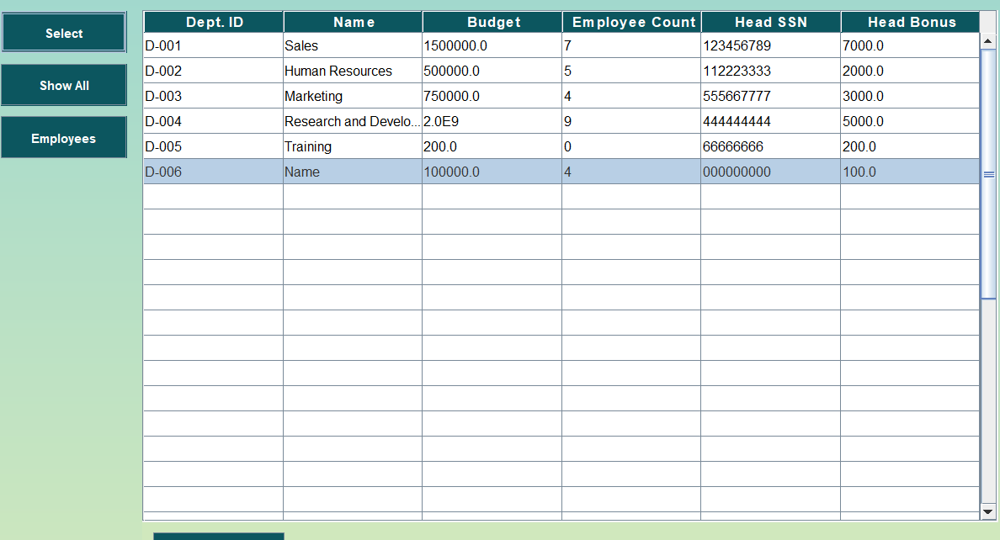 Select
Show All
Employees
Dept. ID Name Budget Employee Count Head SSN Head Bonus
D-001 Sales 1500000.0 7 123456789 7000.0
D-002 Human Resources 500000.0 5 112223333 2000.0
D-003 Marketing 750000.0 4 555667777 3000.0
D-004 Research and Develo... 2.0E9 9 444444444 5000.0
D-005 Training 200.0 0 66666666 200.0
D-006 Name 100000.0 4 000000000 100.0